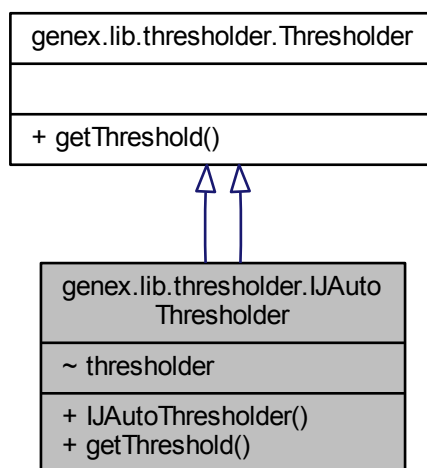 genex.lib.thresholder.Thresholder
+ getThreshold()
genex.lib.thresholder.IJAuto
Thresholder
~ thresholder
+ IJAutoThresholder()
+ getThreshold()